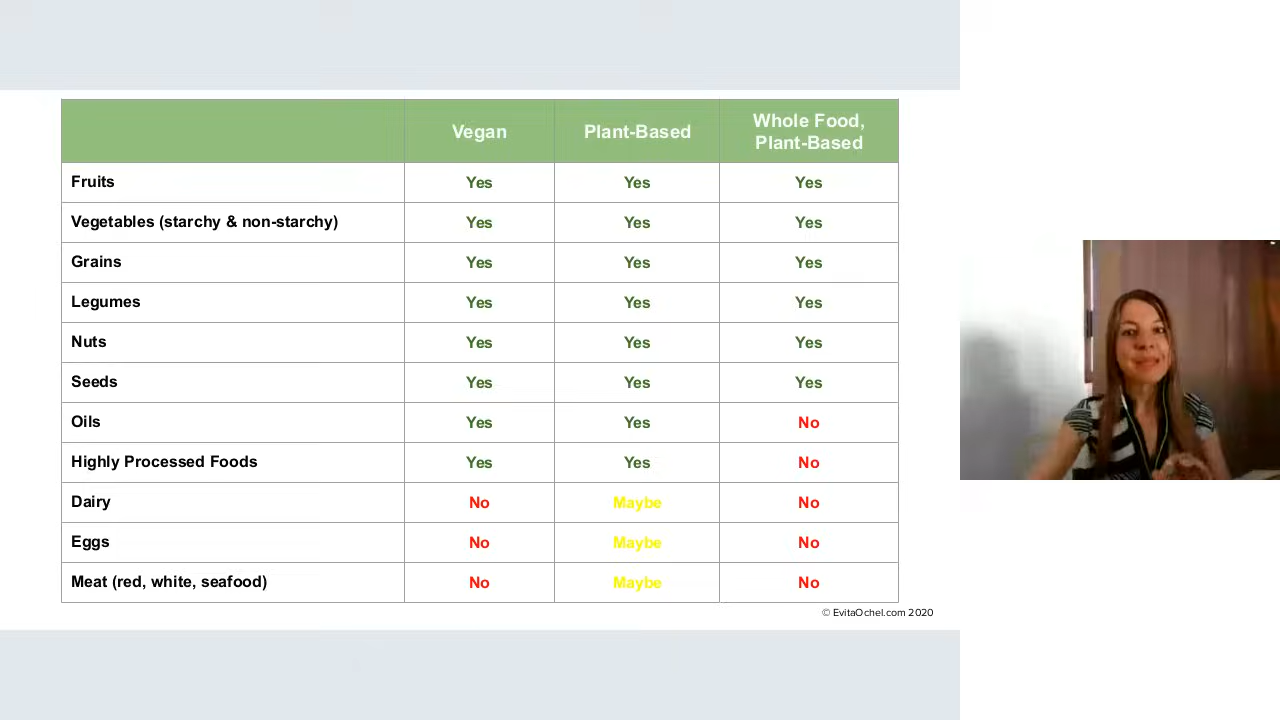 Vegan Plant-Based Whole Food,
Plant-Based
Fruits Yes Yes Yes
Vegetables (starchy & non-starchy) Yes Yes Yes
Grains Yes Yes Yes
Legumes Yes Yes Yes
Nuts Yes Yes Yes
Seeds Yes Yes Yes
Oils Yes Yes No
Highly Processed Foods Yes Yes No
Dairy No Maybe No
Eggs No Maybe No
Meat (red, white, seafood) No Maybe No
© EvitaOchel.com 2020